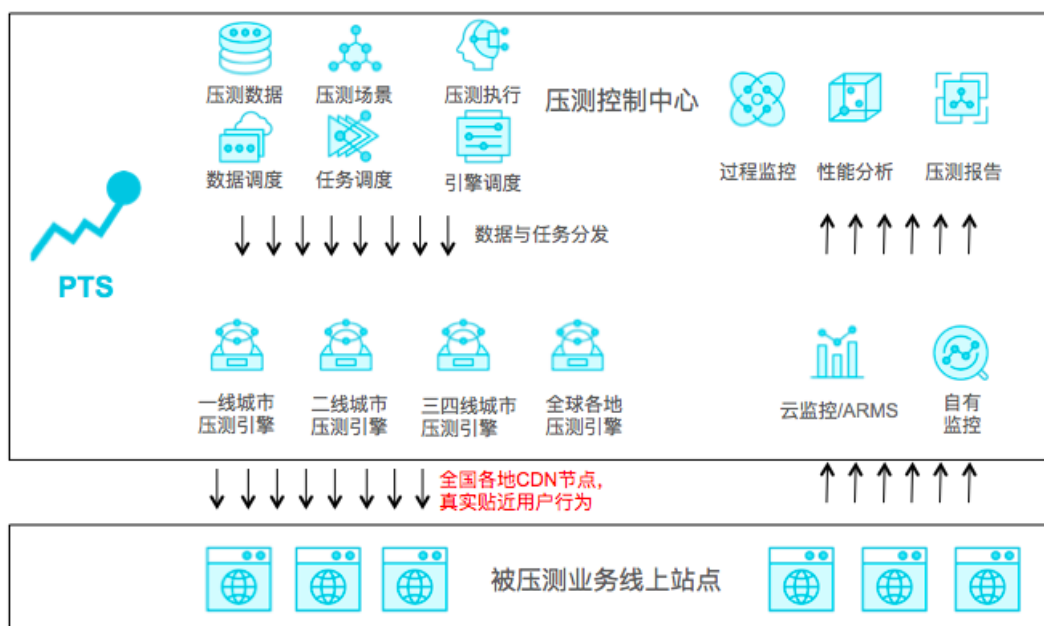 压测数据
压测场景
压测执行
压测控制中心
数据调度
任务调度
引擎调度
过程监控
性能分析
压测报告
数据与任务分发
PTS
一线城市
压测引擎
二线城市
压测引擎
三四线城市
压测引擎
全球各地
压测引擎
云监控/ARMS
自有
监控
全国各地CDN节点，
真实贴近用户行为
被压测业务线上站点